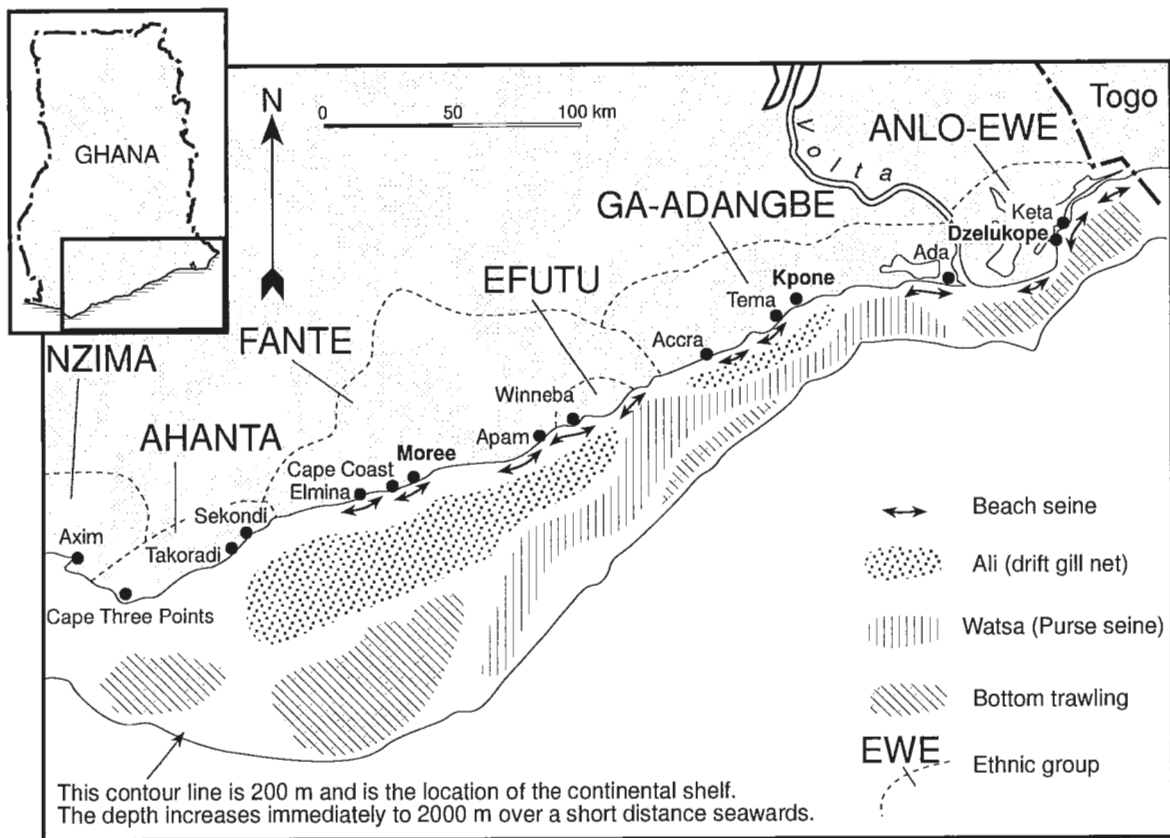 GHANA
N
0 50 100 km
Volta
Togo
ANLO-EWE
Keta
Dzelukope
Ada
GA-ADANGBE
Kpone
Tema
Accra
EFUTU
Winneba
Apam
FANTE
Moree
Cape Coast
Elmina
NZIMA
AHANTA
Sekondi
Takoradi
Axim
Cape Three Points
Beach seine
Ali (drift gill net)
Watsa (Purse seine)
Bottom trawling
EWE
Ethnic group
This contour line is 200 m and is the location of the continental shelf.
The depth increases immediately to 2000 m over a short distance seawards.